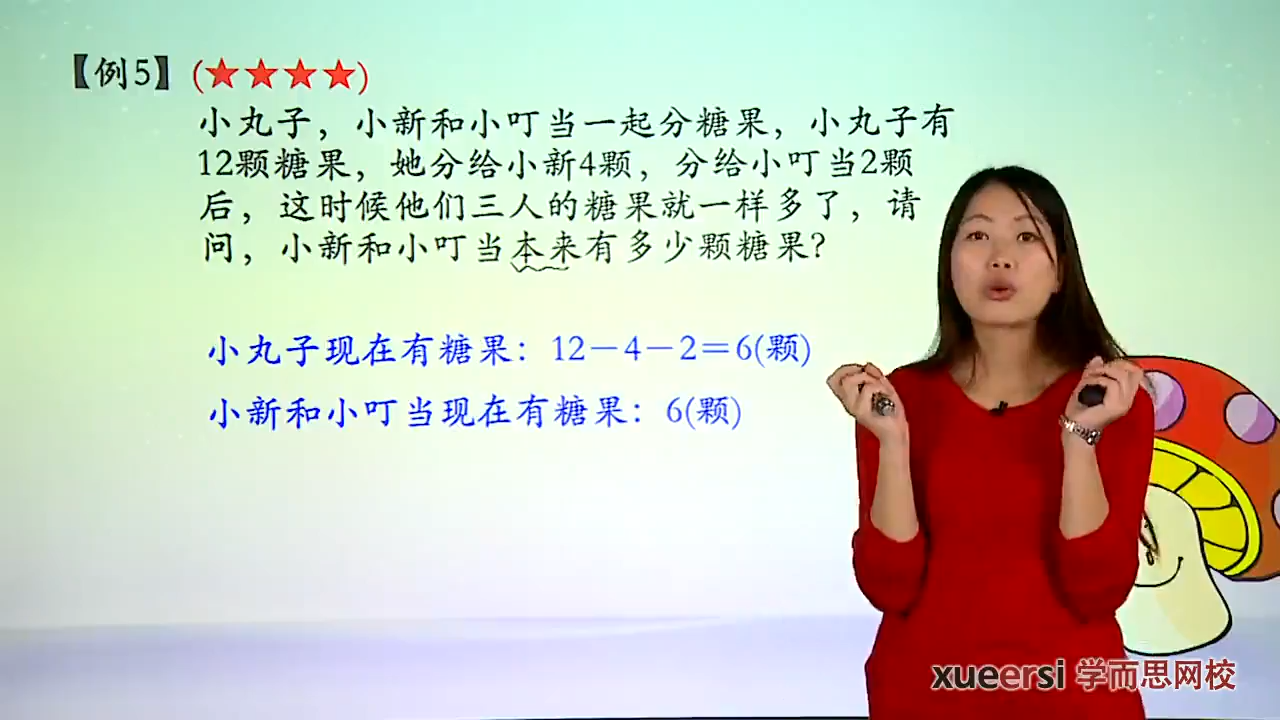 【例5】(★★★★)
小丸子，小新和小叮当一起分糖果，小丸子有
12颗糖果，她分给小新4颗，分给小叮当2颗
后，这时候他们三人的糖果就一样多了，请
问，小新和小叮当本来有多少颗糖果？
小丸子现在有糖果：12－4－2＝6(颗)
小新和小叮当现在有糖果：6(颗)
xueersi 学而思网校